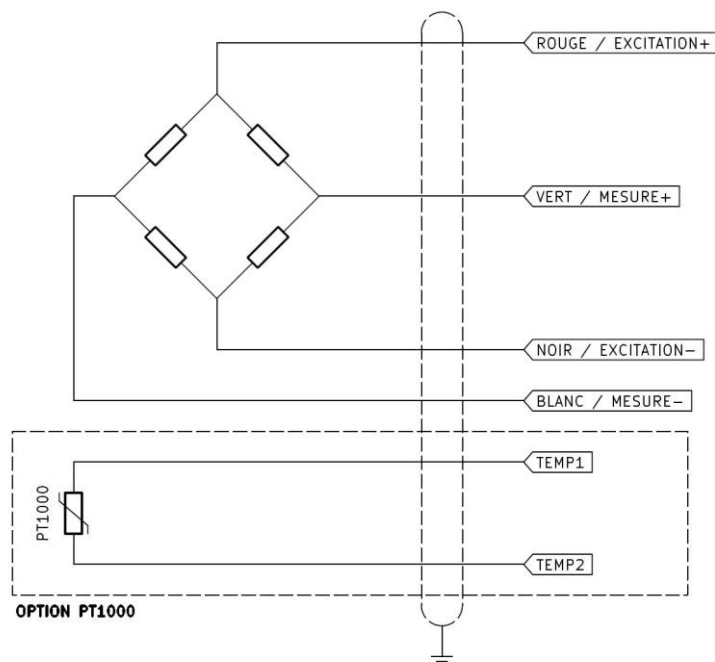 ROUGE / EXCITATION+
VERT / MESURE+
NOIR / EXCITATION-
BLANC / MESURE-
TEMP1
PT1000
TEMP2
OPTION PT1000